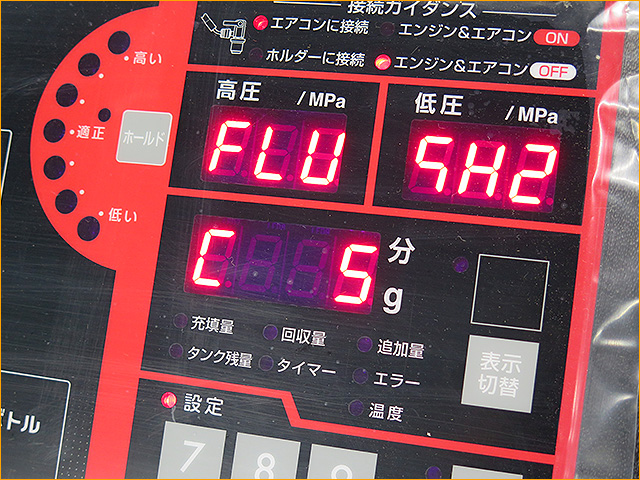 接続ガイダンス
エアコンに接続 エンジン&エアコン ON
ホルダーに接続 エンジン&エアコン OFF
高い
適正
低い
ホールド
高圧 /MPa 低圧 /MPa
FLU 5H2
C 5 分
g
充填量 回収量 追加量
タンク残量 タイマー エラー
温度
表示
切替
設定
7 8 9
ボトル